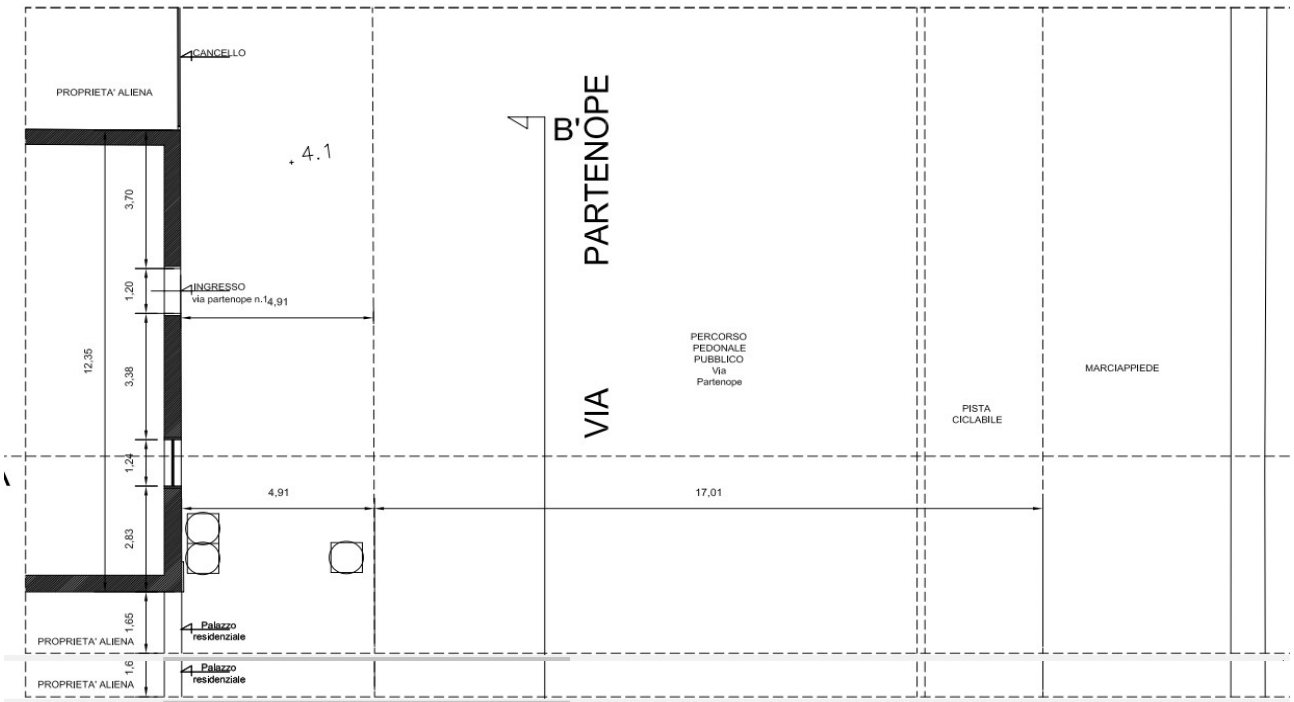 CANCELLO
PROPRIETA' ALIENA
B'
4.1
VIA PARTENOPE
3,70
INGRESSO
via partenope n.1
4,91
1,20
12,35
3,38
PERCORSO
PEDONALE
PUBBLICO
Via
Partenope
MARCIAPPIEDE
PISTA
CICLABILE
1,24
4,91
17,01
2,83
1,65
Palazzo
residenziale
PROPRIETA' ALIENA
1,6
Palazzo
residenziale
PROPRIETA' ALIENA